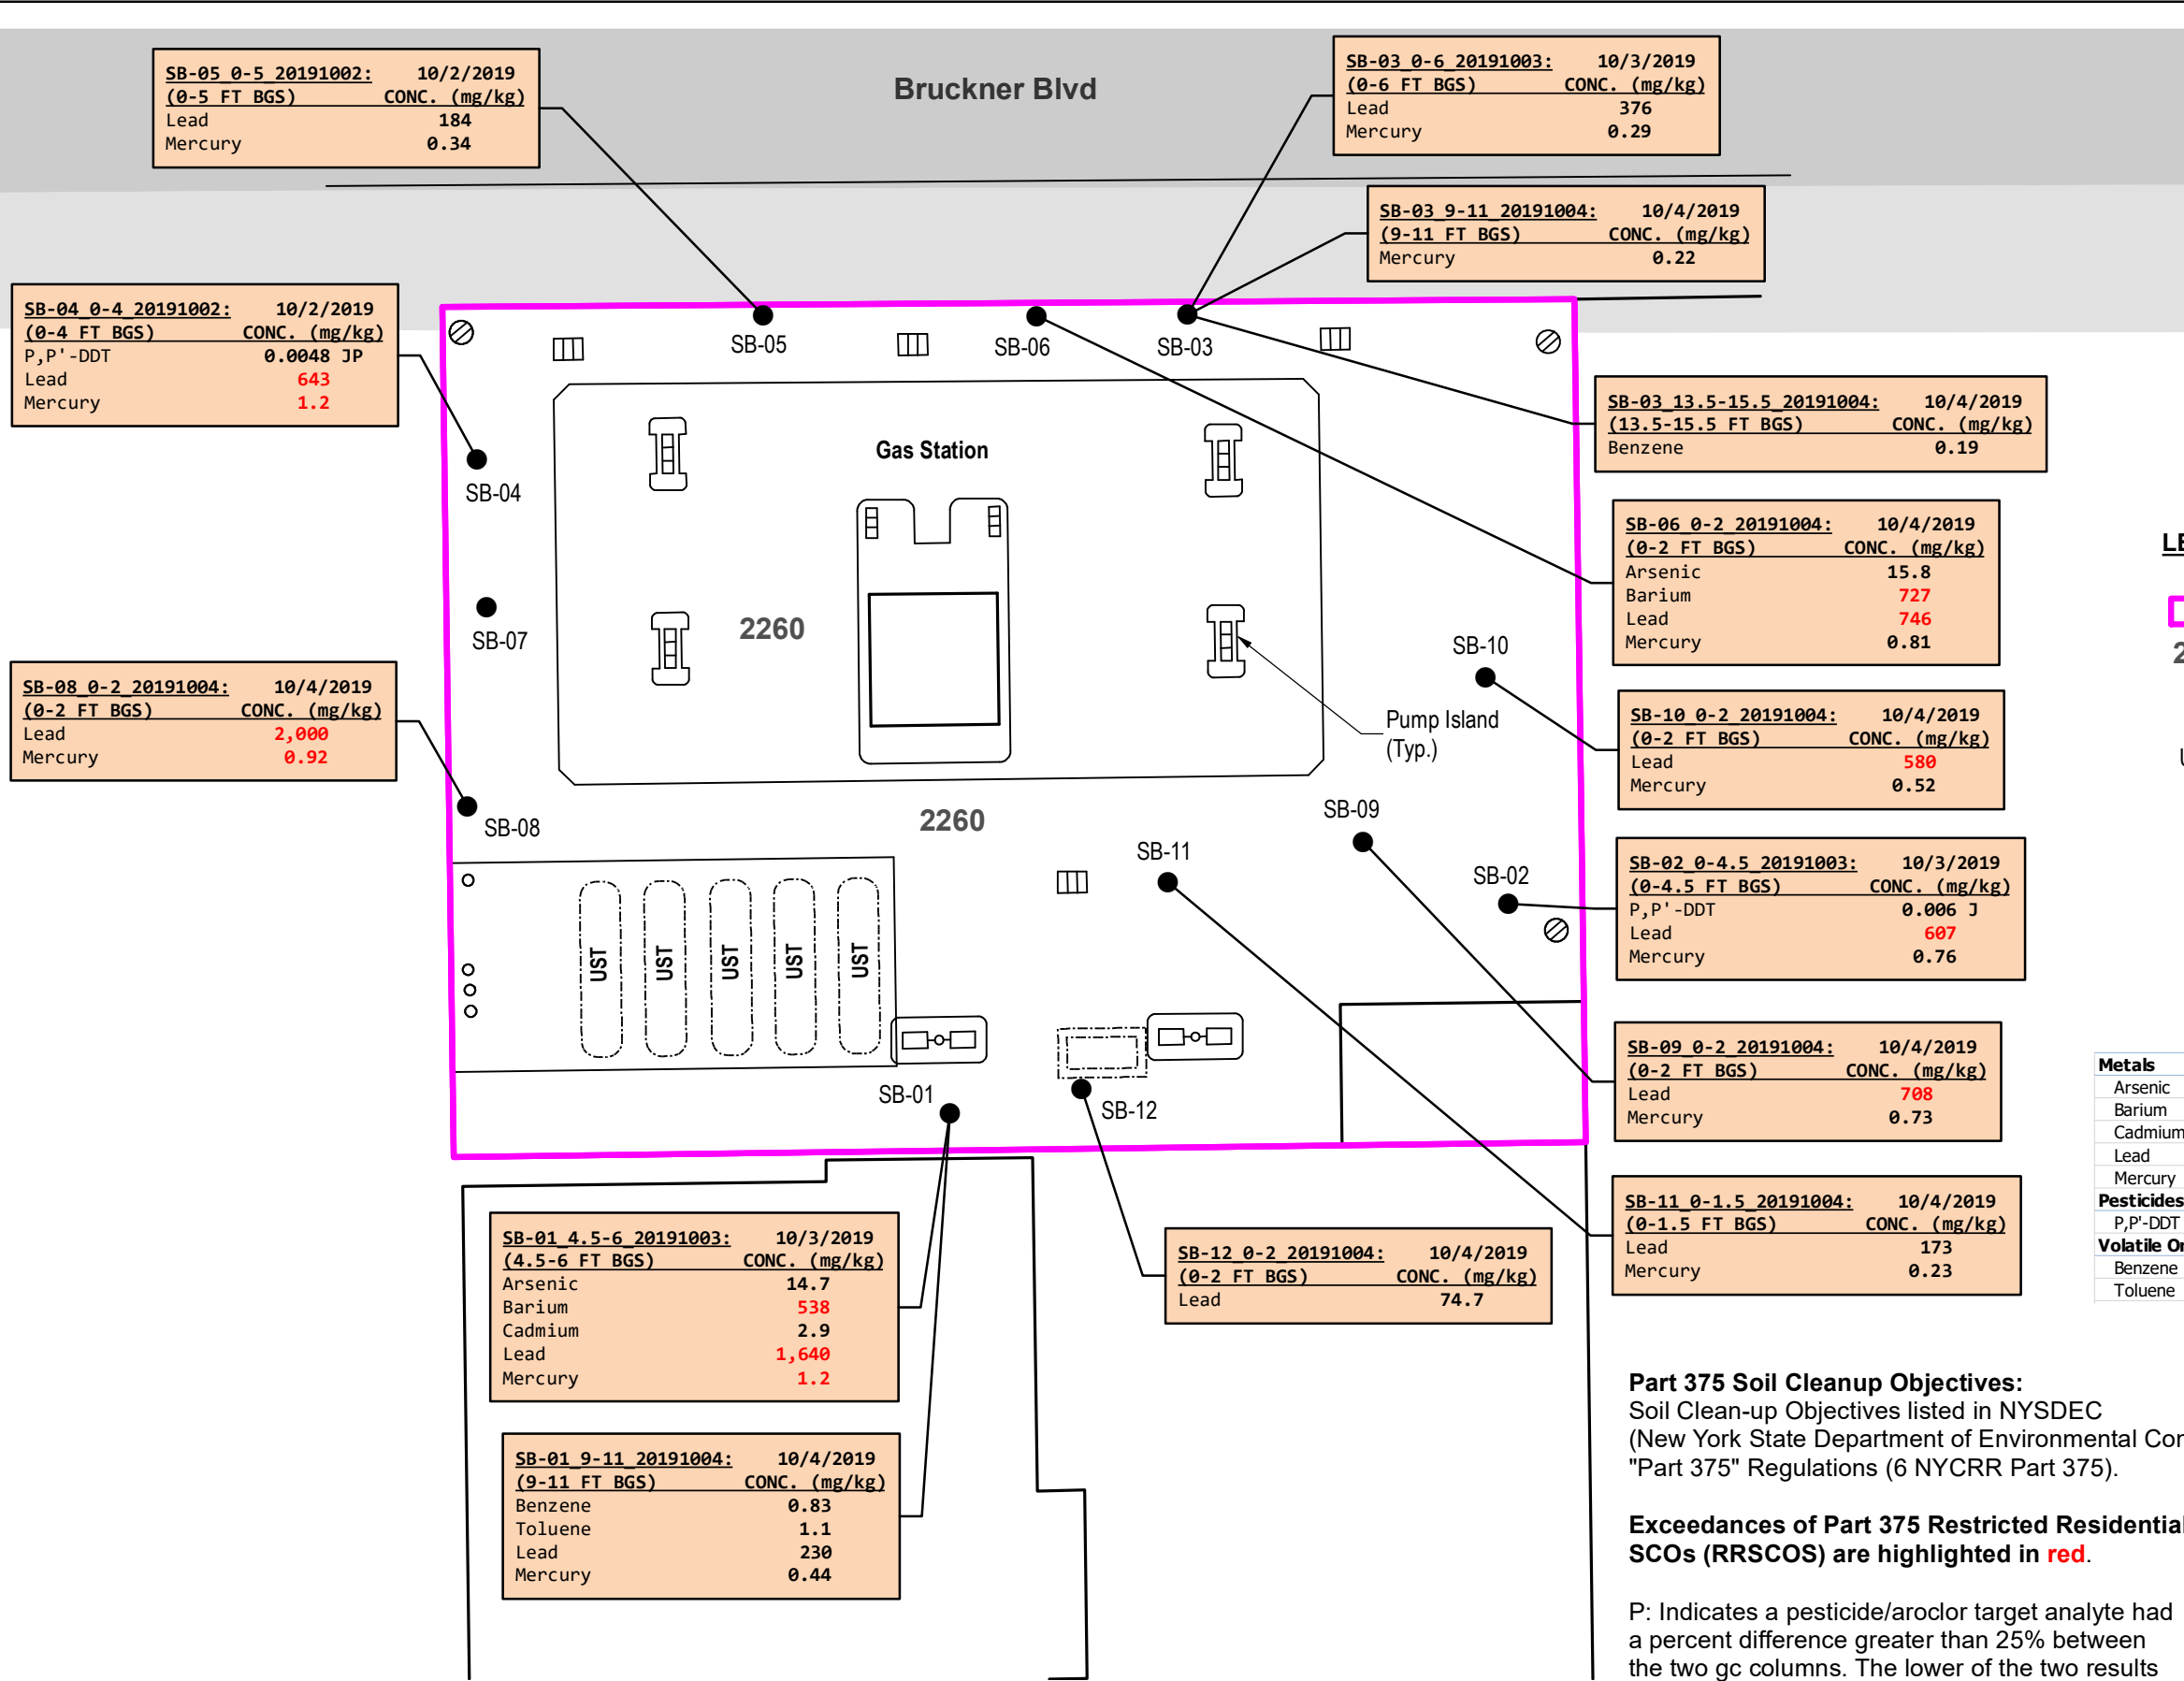 Bruckner Blvd
SB-05_0-5_20191002: 10/2/2019
(0-5 FT BGS) CONC. (mg/kg)
Lead 184
Mercury 0.34
SB-03_0-6_20191003: 10/3/2019
(0-6 FT BGS) CONC. (mg/kg)
Lead 376
Mercury 0.29
SB-03_9-11_20191004: 10/4/2019
(9-11 FT BGS) CONC. (mg/kg)
Mercury 0.22
SB-04_0-4_20191002: 10/2/2019
(0-4 FT BGS) CONC. (mg/kg)
P,P'-DDT 0.0048 JP
Lead 643
Mercury 1.2
SB-05
SB-06
SB-03
SB-03_13.5-15.5_20191004: 10/4/2019
(13.5-15.5 FT BGS) CONC. (mg/kg)
Benzene 0.19
Gas Station
SB-04
SB-06_0-2_20191004: 10/4/2019
(0-2 FT BGS) CONC. (mg/kg)
Arsenic 15.8
Barium 727
Lead 746
Mercury 0.81
SB-07
2260
SB-10
SB-08_0-2_20191004: 10/4/2019
(0-2 FT BGS) CONC. (mg/kg)
Lead 2,000
Mercury 0.92
Pump Island
(Typ.)
SB-10_0-2_20191004: 10/4/2019
(0-2 FT BGS) CONC. (mg/kg)
Lead 580
Mercury 0.52
SB-08
2260
SB-09
SB-11
SB-02
SB-02_0-4.5_20191003: 10/3/2019
(0-4.5 FT BGS) CONC. (mg/kg)
P,P'-DDT 0.006 J
Lead 607
Mercury 0.76
UST UST UST UST UST
SB-09_0-2_20191004: 10/4/2019
(0-2 FT BGS) CONC. (mg/kg)
Lead 708
Mercury 0.73
SB-01
SB-12
Metals
Arsenic
Barium
Cadmium
Lead
Mercury
Pesticides
P,P'-DDT
Volatile
Benzene
Toluene
SB-11_0-1.5_20191004: 10/4/2019
(0-1.5 FT BGS) CONC. (mg/kg)
Lead 173
Mercury 0.23
SB-01_4.5-6_20191003: 10/3/2019
(4.5-6 FT BGS) CONC. (mg/kg)
Arsenic 14.7
Barium 538
Cadmium 2.9
Lead 1,640
Mercury 1.2
SB-12_0-2_20191004: 10/4/2019
(0-2 FT BGS) CONC. (mg/kg)
Lead 74.7
SB-01_9-11_20191004: 10/4/2019
(9-11 FT BGS) CONC. (mg/kg)
Benzene 0.83
Toluene 1.1
Lead 230
Mercury 0.44
Part 375 Soil Cleanup Objectives:
Soil Clean-up Objectives listed in NYSDEC
(New York State Department of Environmental
"Part 375" Regulations (6 NYCRR Part 375).
Exceedances of Part 375 Restricted Residential
SCOs (RRSCOS) are highlighted in red.
P: Indicates a pesticide/aroclor target analyte had
a percent difference greater than 25% between
the two gc columns. The lower of the two results